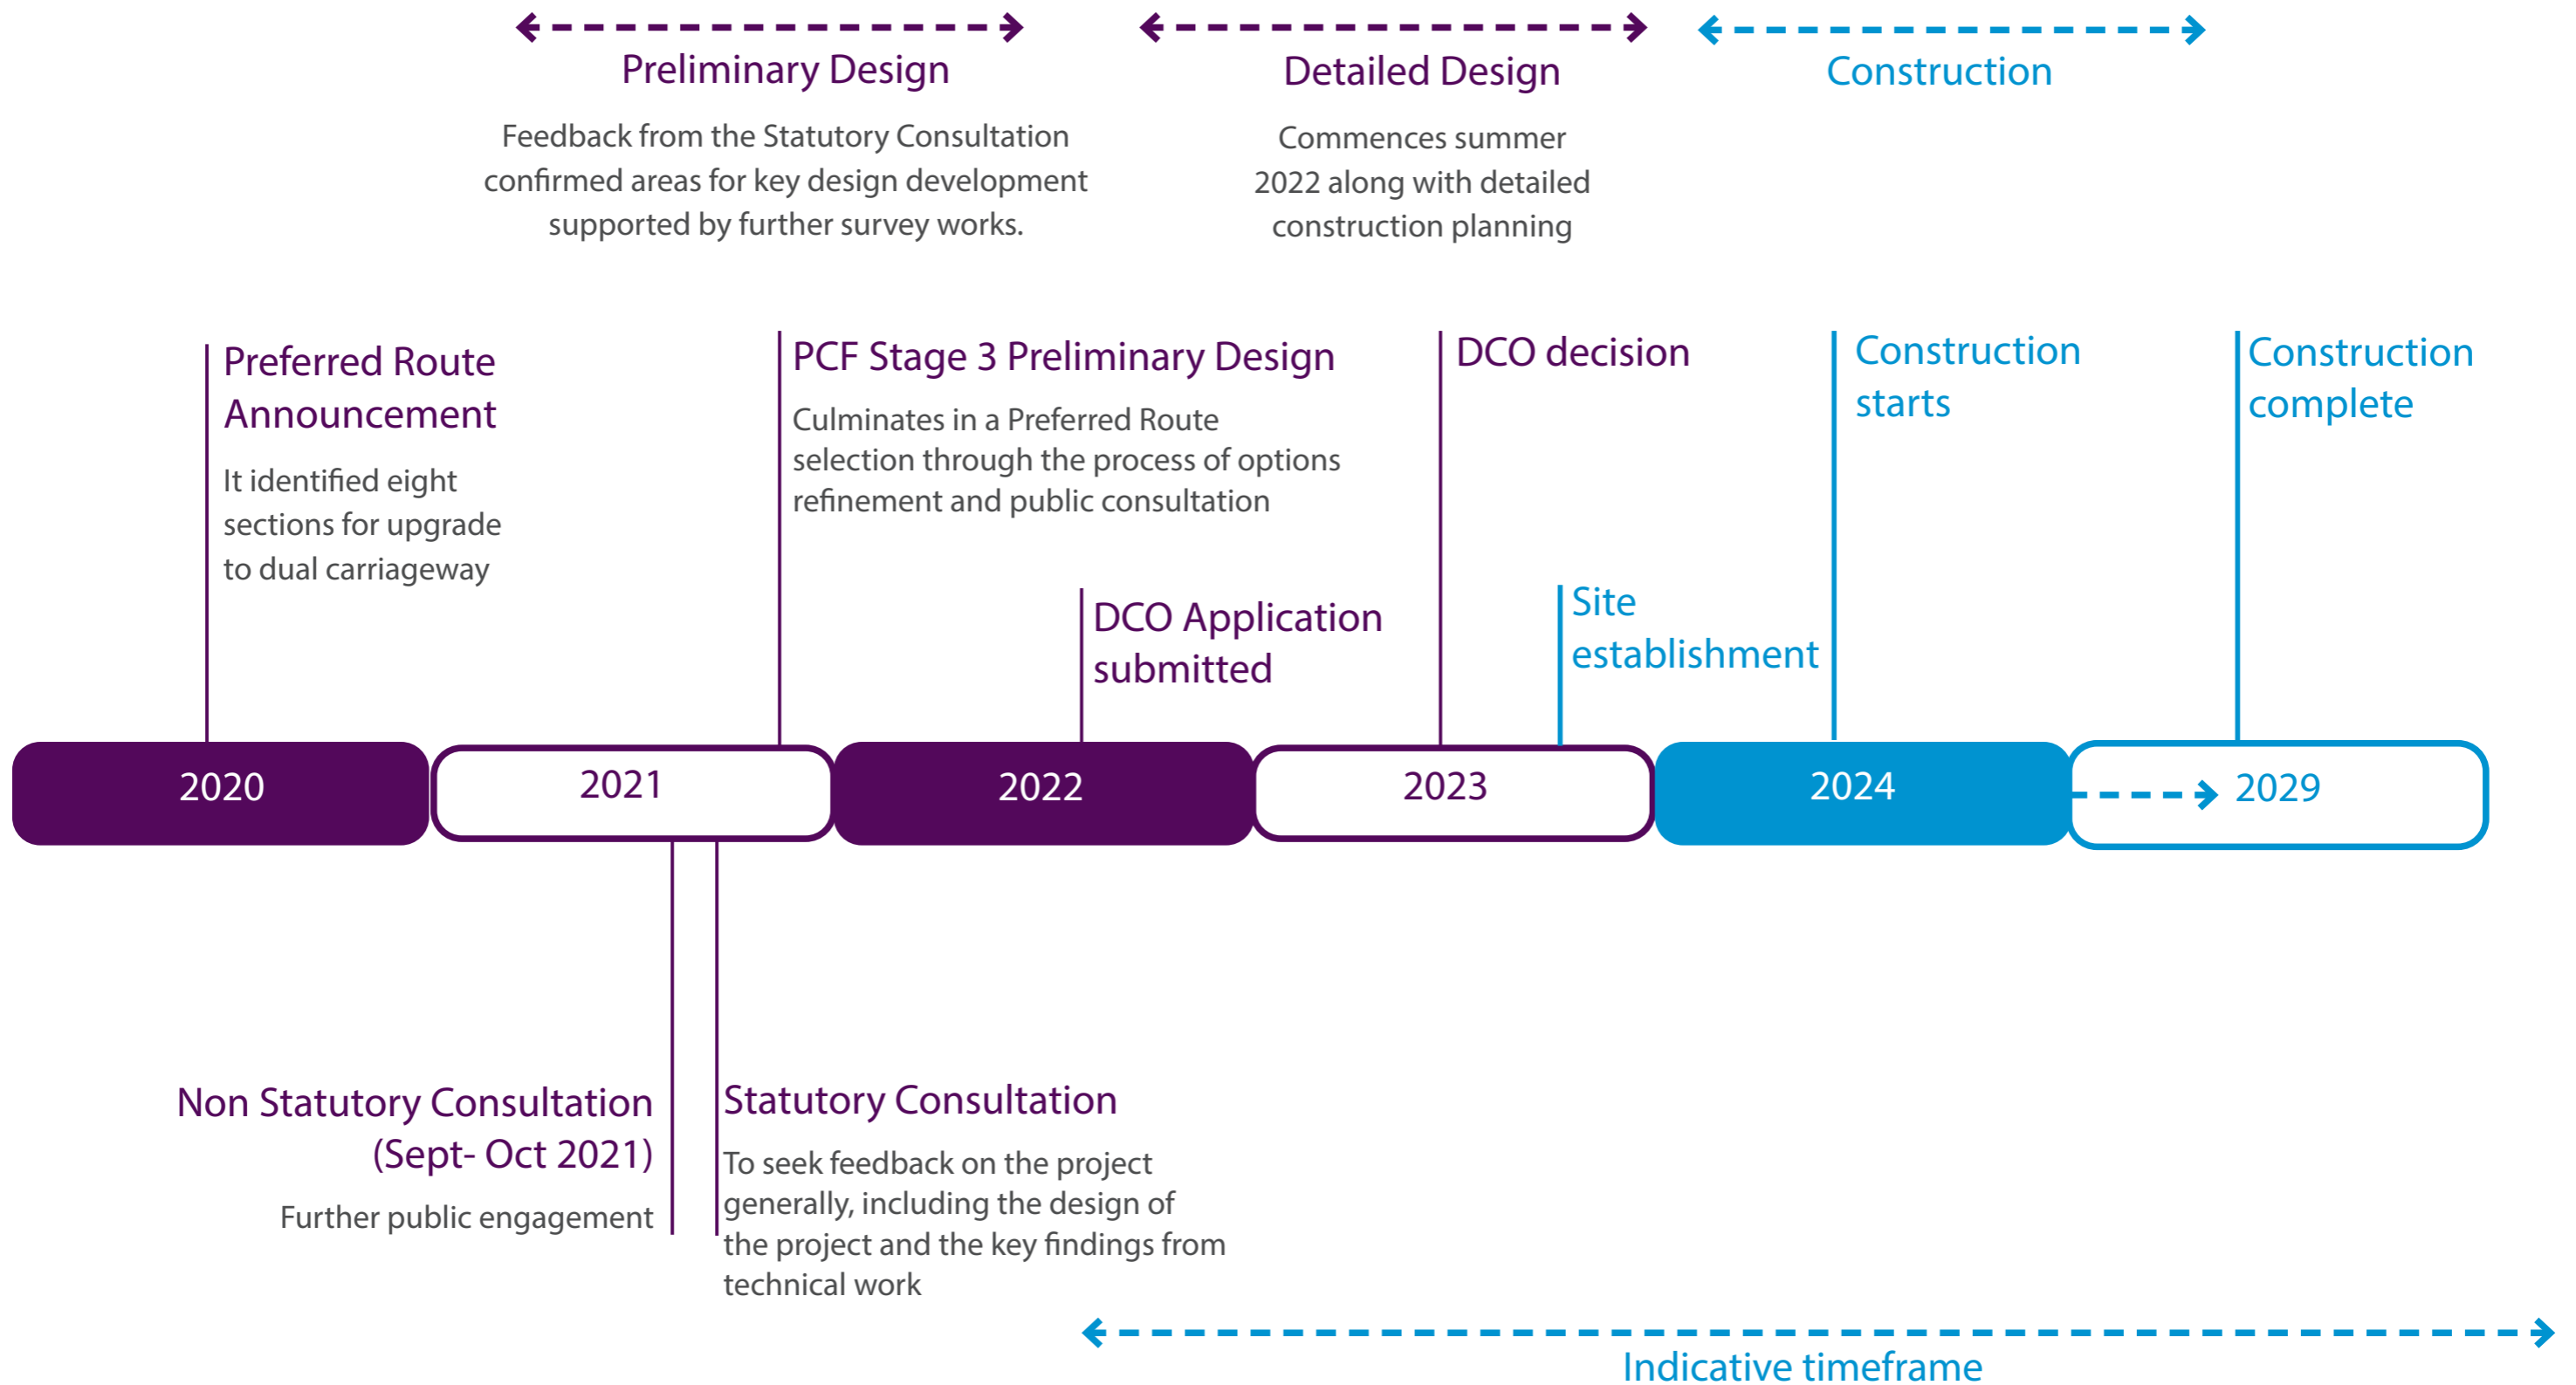 Preliminary Design
Feedback from the Statutory Consultation
confirmed areas for key design development
supported by further survey works.
Detailed Design
Commences summer
2022 along with detailed
construction planning
Construction
Preferred Route
Announcement
It identified eight
sections for upgrade
to dual carriageway
PCF Stage 3 Preliminary Design
Culminates in a Preferred Route
selection through the process of options
refinement and public consultation
DCO Application
submitted
DCO decision
Site
establishment
Construction
starts
Construction
complete
2020
2021
2022
2023
2024
2029
Non Statutory Consultation
(Sept- Oct 2021)
Further public engagement
Statutory Consultation
To seek feedback on the project
generally, including the design of
the project and the key findings from
technical work
Indicative timeframe